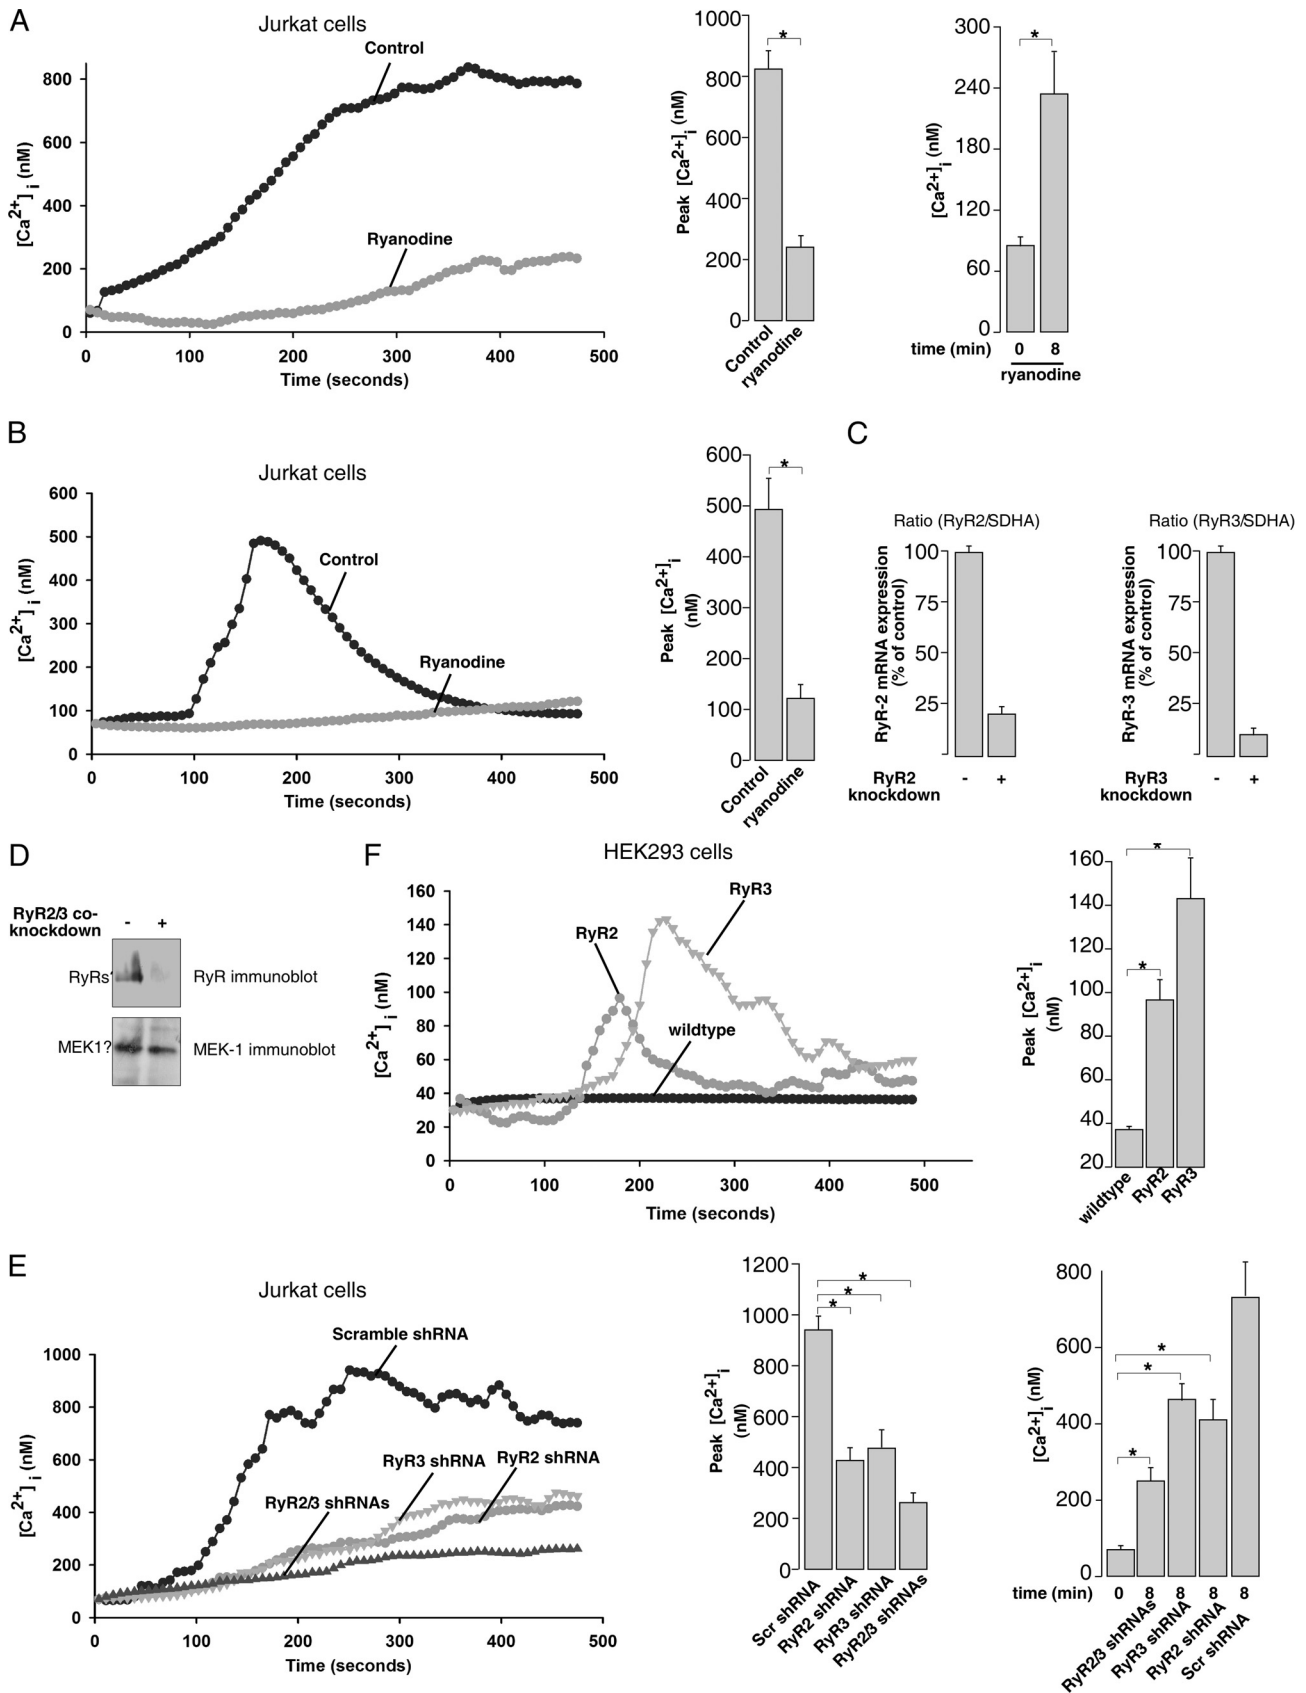 A
Jurkat cells
Control
Ryanodine
[Ca2+] i (nM)
800
600
400
200
0
0 100 200 300 400 500
Time (seconds)
Peak [Ca2+]i (nM)
1000
800
600
400
200
0
*
Control
ryanodine
[Ca2+]i (nM)
300
240
180
120
60
0
*
time (min) 0 8
ryanodine
B
Jurkat cells
Control
Ryanodine
[Ca2+] i (nM)
600
500
400
300
200
100
0
0 100 200 300 400 500
Time (seconds)
Peak [Ca2+]i
(nM)
600
500
400
300
200
100
0
*
Control
ryanodine
C
Ratio (RyR2/SDHA)
RyR-2 mRNA expression
(% of control)
100
75
50
25
RyR2
knockdown
- +
Ratio (RyR3/SDHA)
RyR-3 mRNA expression
(% of control)
100
75
50
25
RyR3
knockdown
- +
D
RyR2/3 co-
knockdown
- +
RyRs
RyR immunoblot
MEK1?
MEK-1 immunoblot
F
HEK293 cells
RyR3
RyR2
wildtype
[Ca2+] i (nM)
160
140
120
100
80
60
40
20
0
0 100 200 300 400 500
Time (seconds)
Peak [Ca2+]i
(nM)
160
140
120
100
80
60
40
20
*
*
wildtype
RyR2
RyR3
E
Jurkat cells
Scramble shRNA
RyR3 shRNA
RyR2 shRNA
RyR2/3 shRNAs
[Ca2+] i (nM)
1000
800
600
400
200
0
0 100 200 300 400 500
Time (seconds)
Peak [Ca2+]i
(nM)
1200
1000
800
600
400
200
0
*
*
*
Scr shRNA
RyR2 shRNA
RyR3 shRNA
RyR2/3 shRNAs
[Ca2+]i (nM)
800
600
400
200
0
*
*
*
time (min) 0 8 8 8 8
RyR2/3 shRNAs
RyR3 shRNA
RyR2 shRNA
Scr shRNA